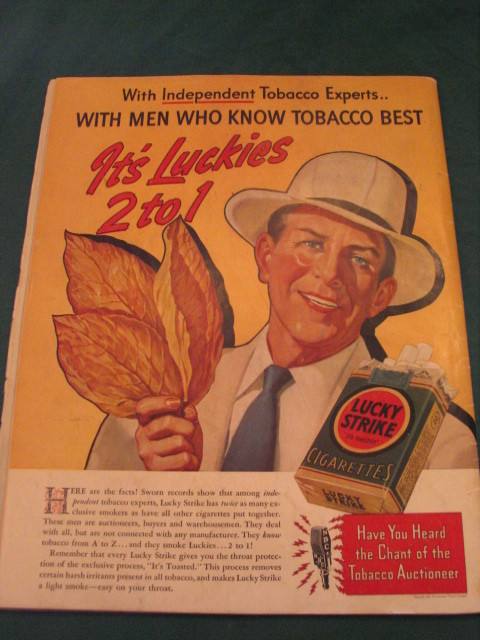 With Independent Tobacco Experts..
WITH MEN WHO KNOW TOBACCO BEST
It's Luckies
2 to 1
LUCKY
STRIKE
"IT'S TOASTED"
CIGARETTES
LUCKY
STRIKE
HERE are the facts! Sworn records show that among inde-
pendent tobacco experts, Lucky Strike has twice as many ex-
clusive smokers as have all other cigarettes put together.
These men are auctioneers, buyers and warehousemen. They deal
with all, but are not connected with any manufacturer. They know
tobacco from A to Z...and they smoke Luckies...2 to 1!
Remember that every Lucky Strike gives you the throat protec-
tion of the exclusive process, "It's Toasted." This process removes
certain harsh irritants present in all tobacco, and makes Lucky Strike
a light smoke—easy on your throat.
Have You Heard
the Chant of the
Tobacco Auctioneer